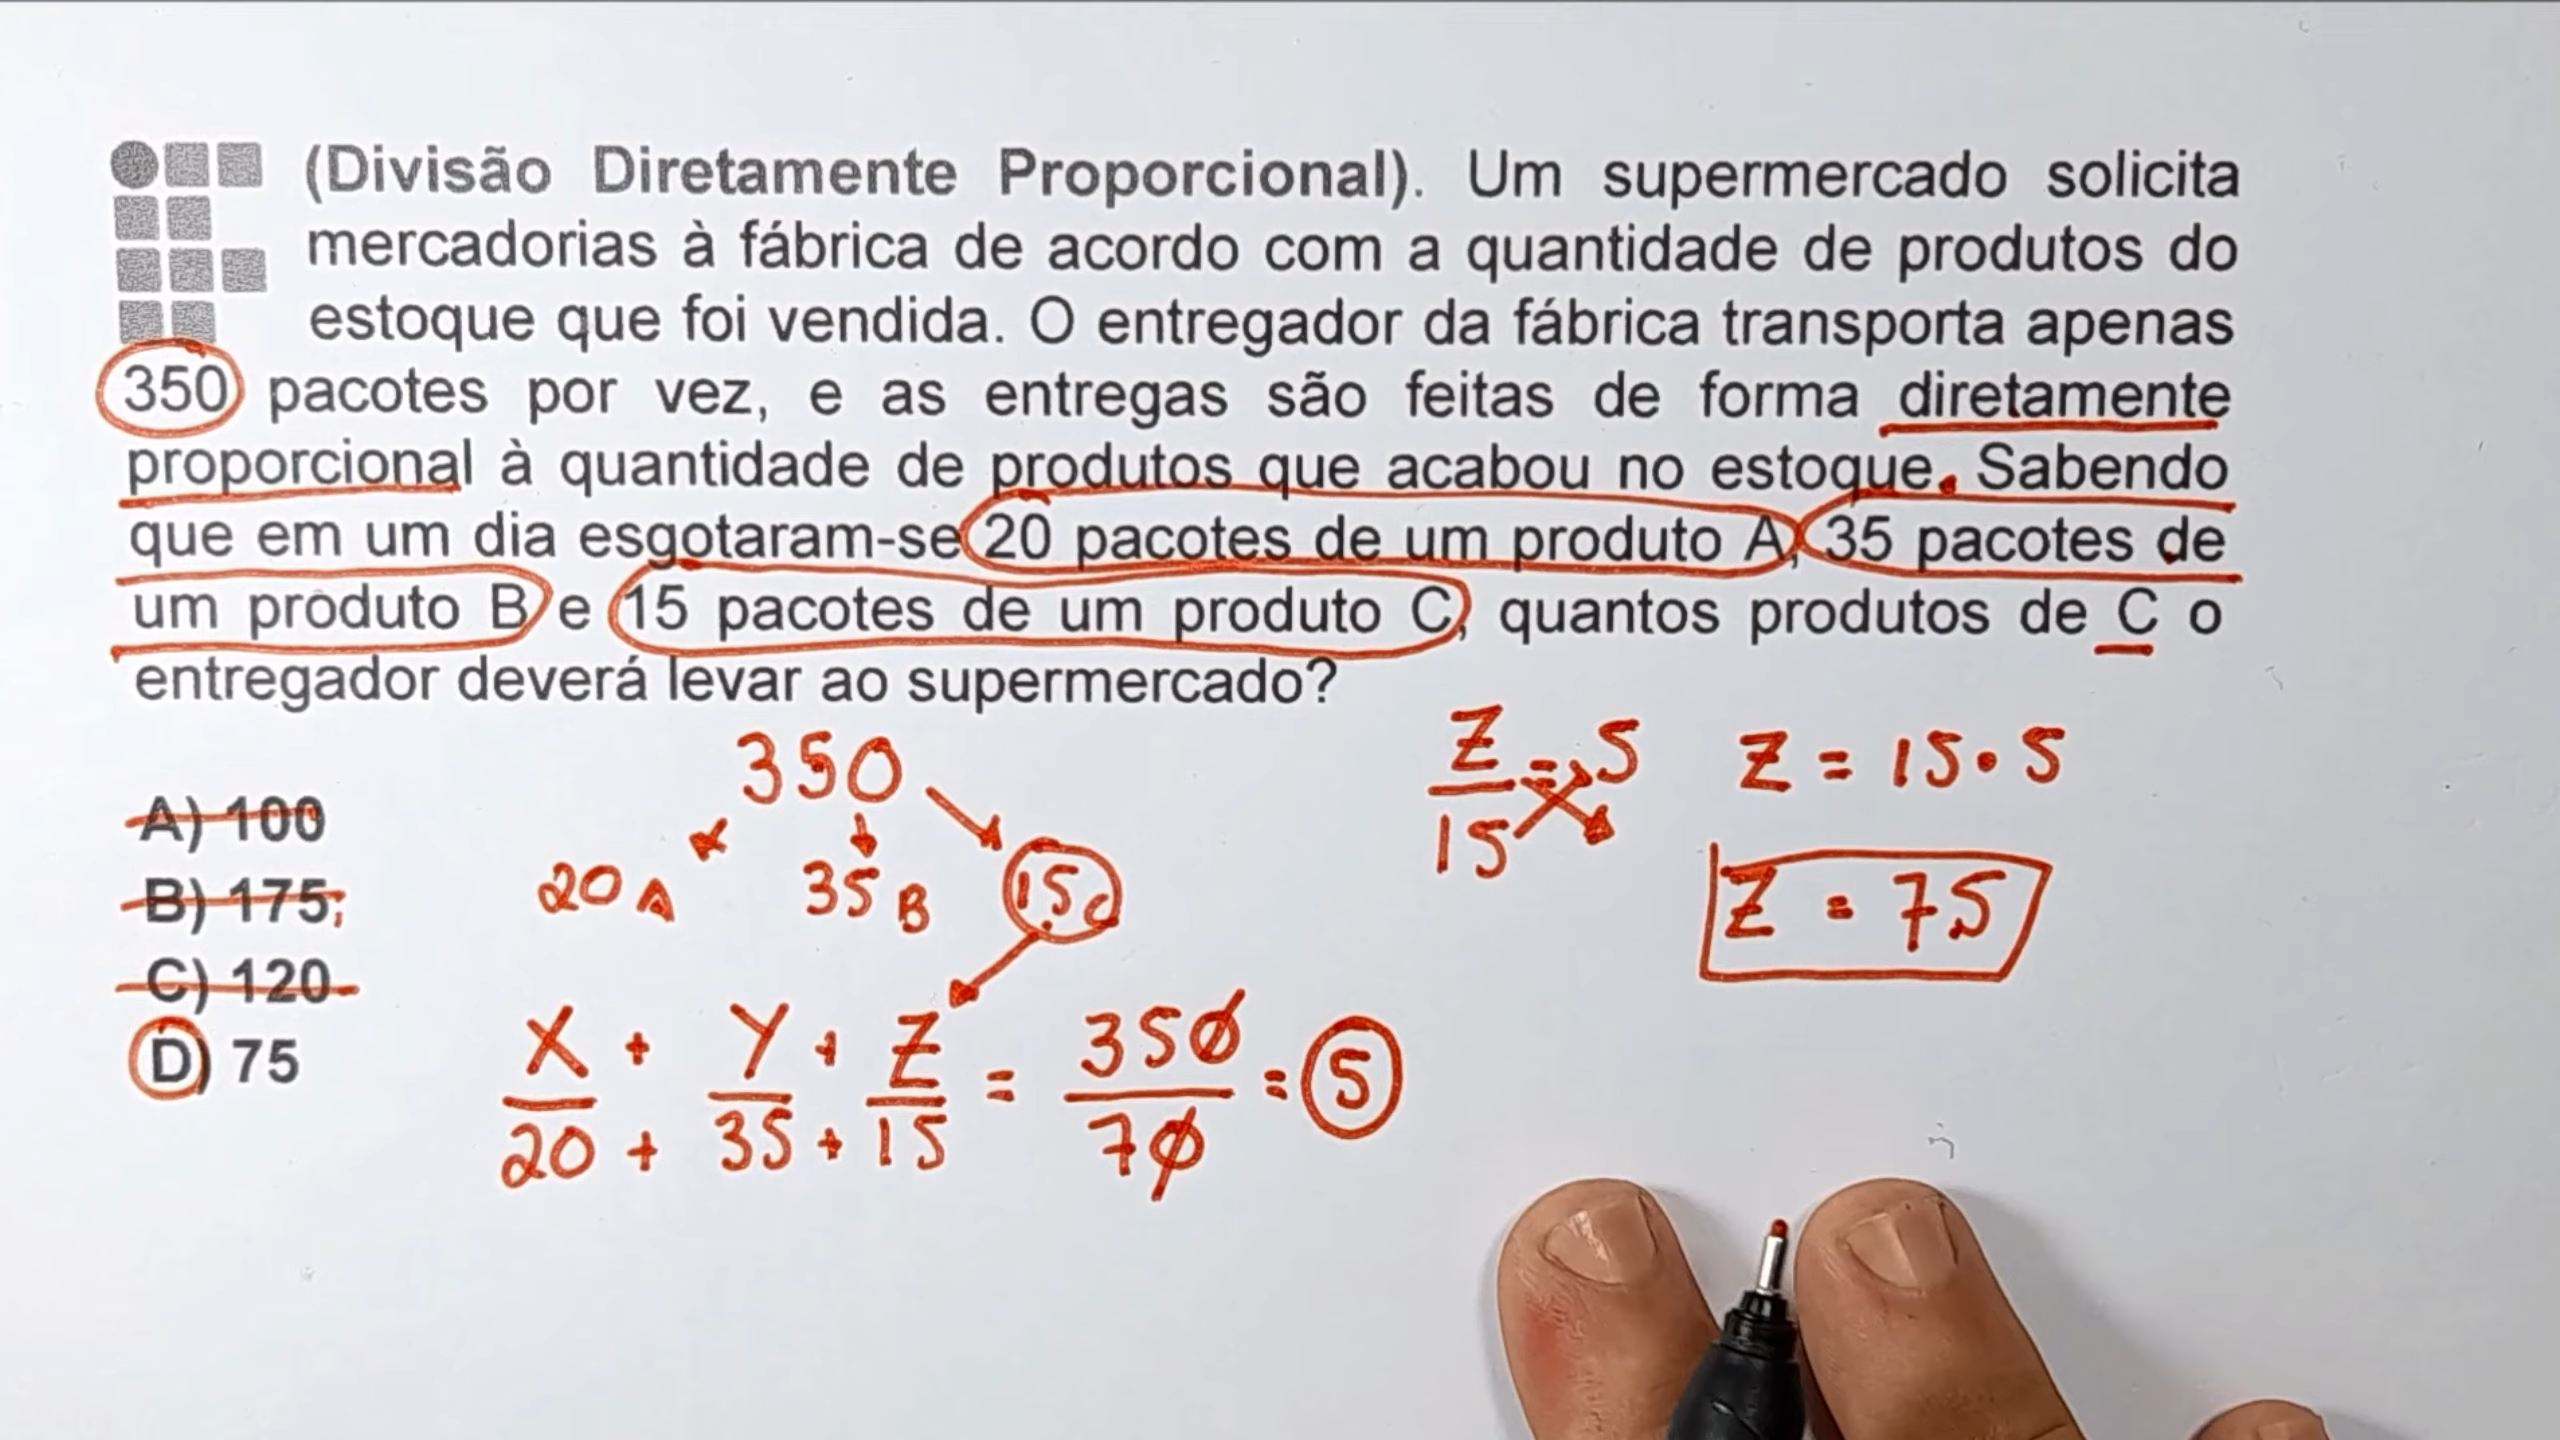 (Divisão Diretamente Proporcional). Um supermercado solicita
mercadorias à fábrica de acordo com a quantidade de produtos do
estoque que foi vendida. O entregador da fábrica transporta apenas
350 pacotes por vez, e as entregas são feitas de forma diretamente
proporcional à quantidade de produtos que acabou no estoque. Sabendo
que em um dia esgotaram-se 20 pacotes de um produto A, 35 pacotes de
um produto B e 15 pacotes de um produto C, quantos produtos de C o
entregador deverá levar ao supermercado?
A) 100
B) 175;
C) 120
D) 75
350
20 A 35 B 15 C
X + Y + Z = 350 = 5
20 + 35 + 15 70
Z = 5
15
Z = 15 · 5
Z = 75